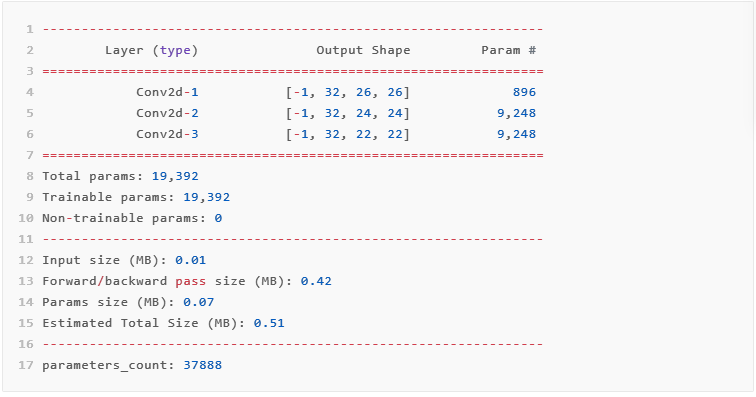 1 ----------------------------------------------------------------
2         Layer (type)               Output Shape         Param #
3 ================================================================
4             Conv2d-1           [-1, 32, 26, 26]             896
5             Conv2d-2           [-1, 32, 24, 24]           9,248
6             Conv2d-3           [-1, 32, 22, 22]           9,248
7 ================================================================
8 Total params: 19,392
9 Trainable params: 19,392
10 Non-trainable params: 0
11 ----------------------------------------------------------------
12 Input size (MB): 0.01
13 Forward/backward pass size (MB): 0.42
14 Params size (MB): 0.07
15 Estimated Total Size (MB): 0.51
16 ----------------------------------------------------------------
17 parameters_count: 37888